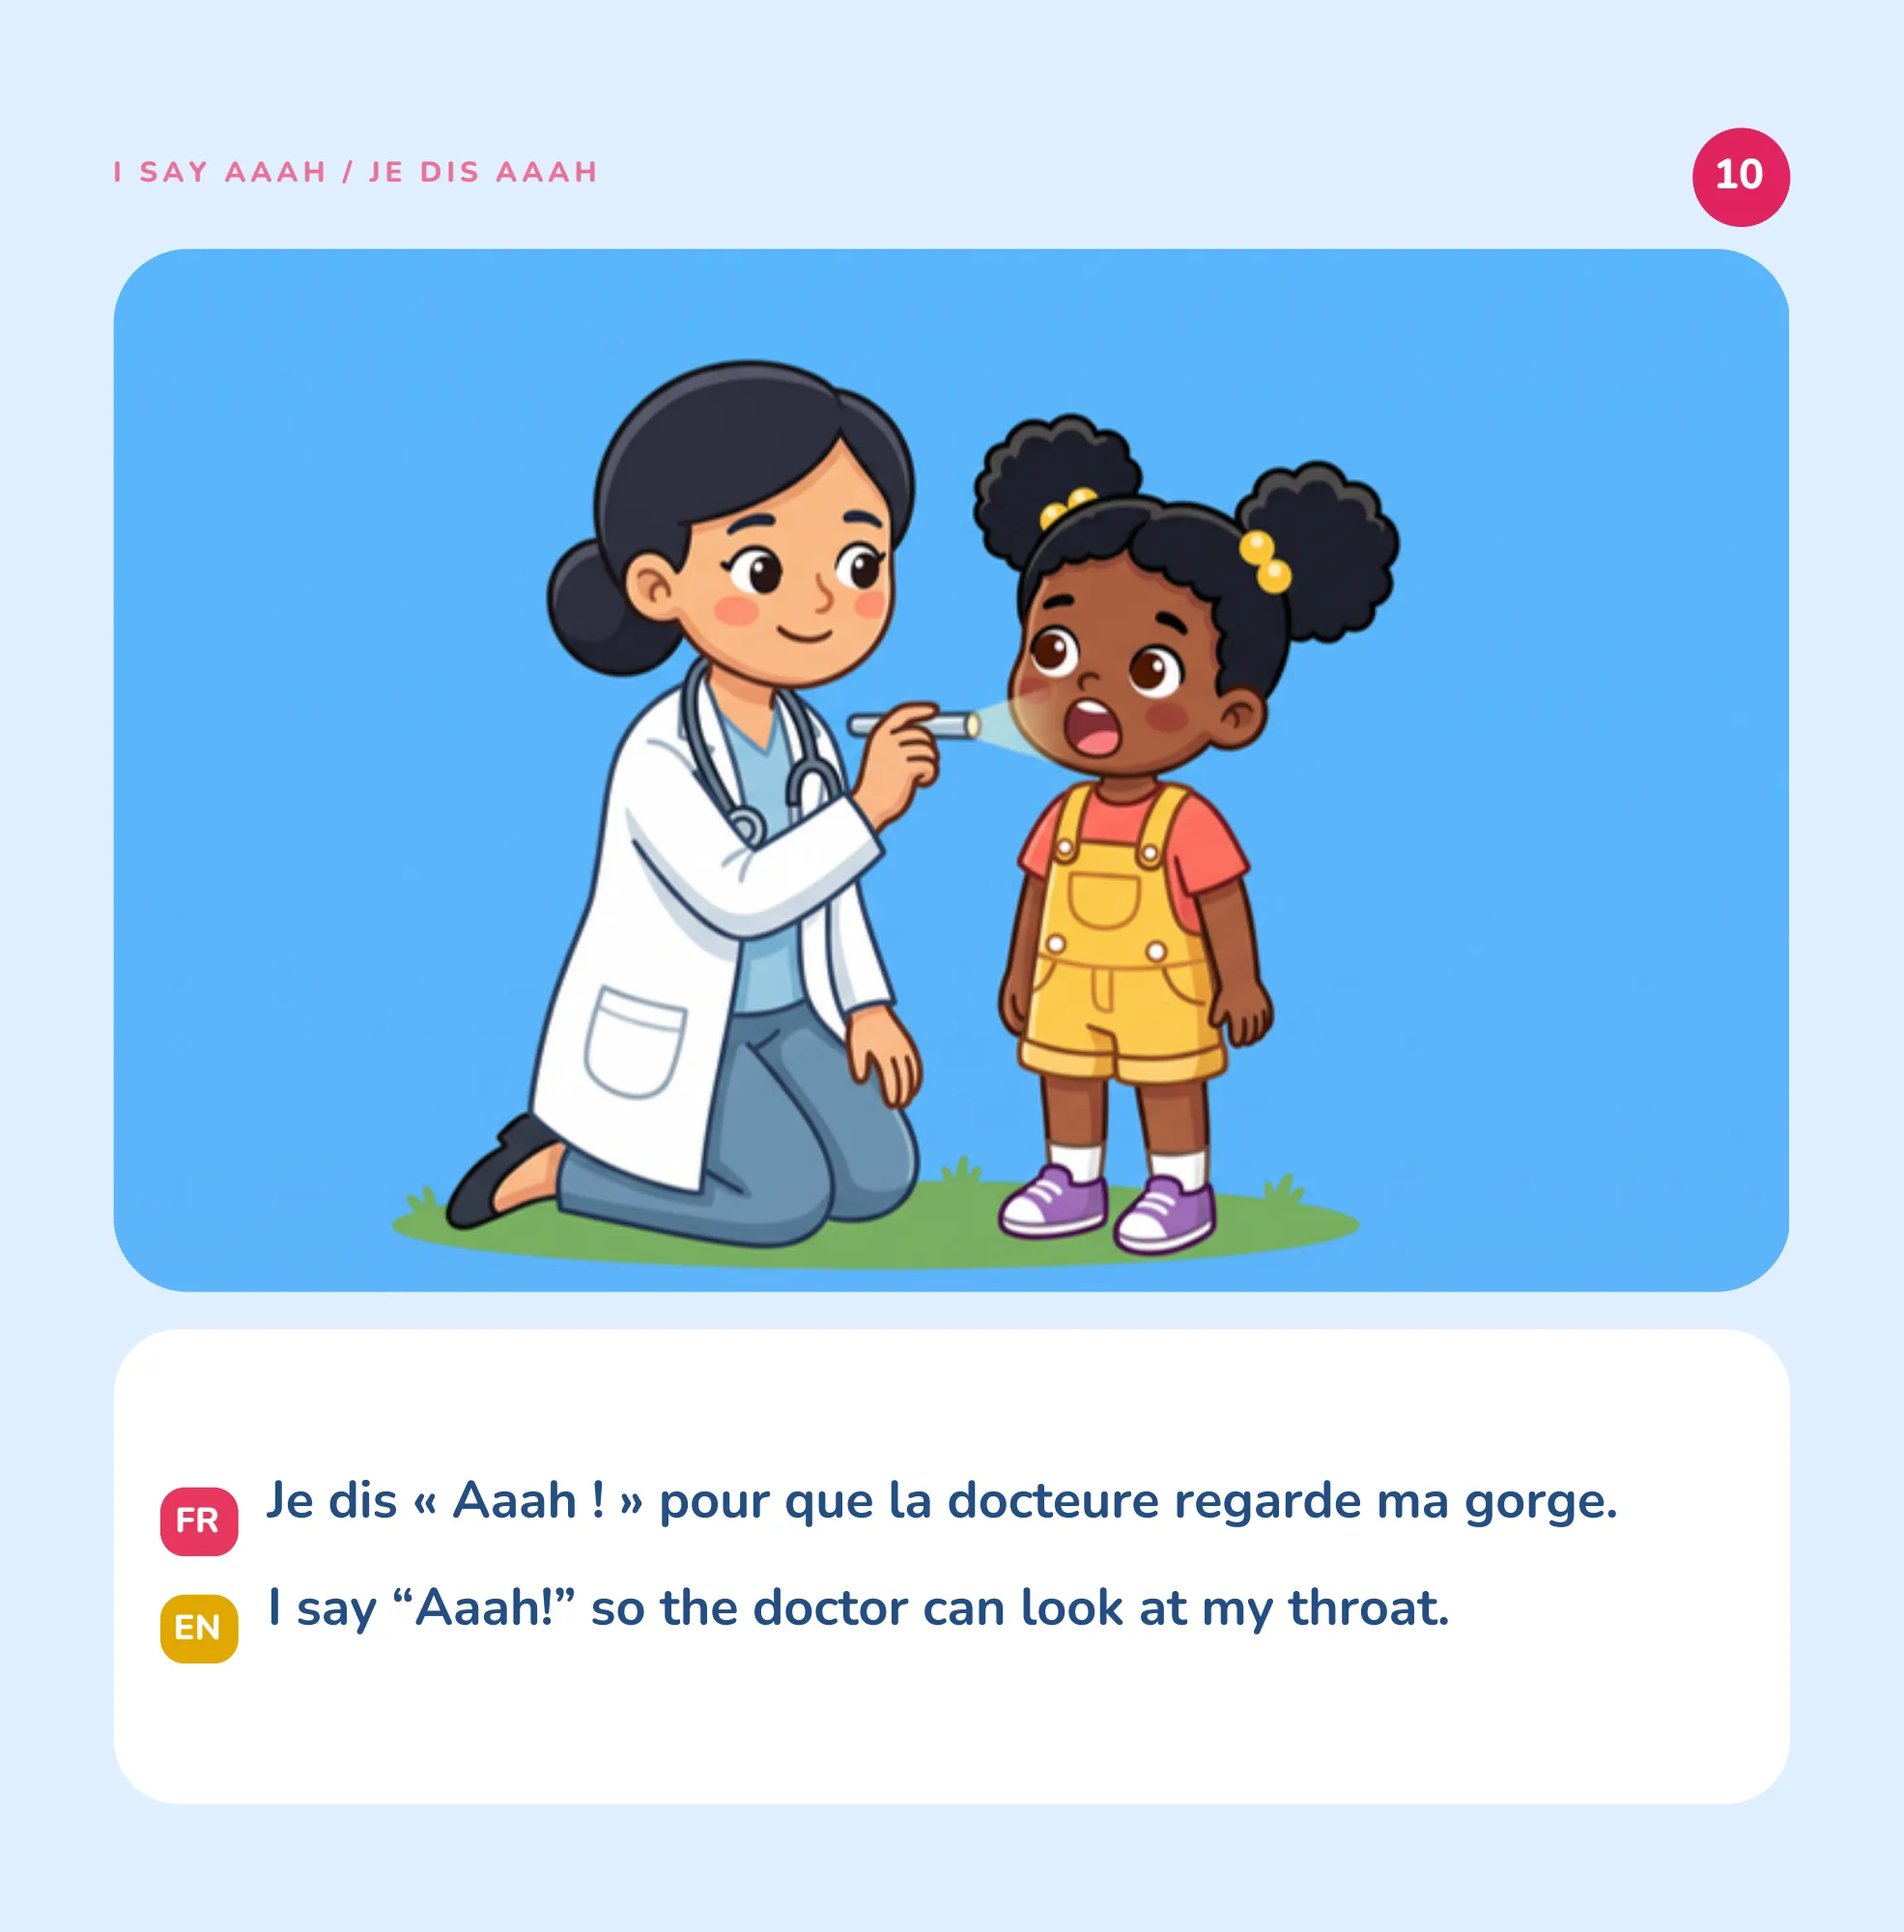 I SAY AAAH / JE DIS AAAH
10
FR Je dis « Aaah ! » pour que la docteure regarde ma gorge.
EN I say “Aaah!” so the doctor can look at my throat.